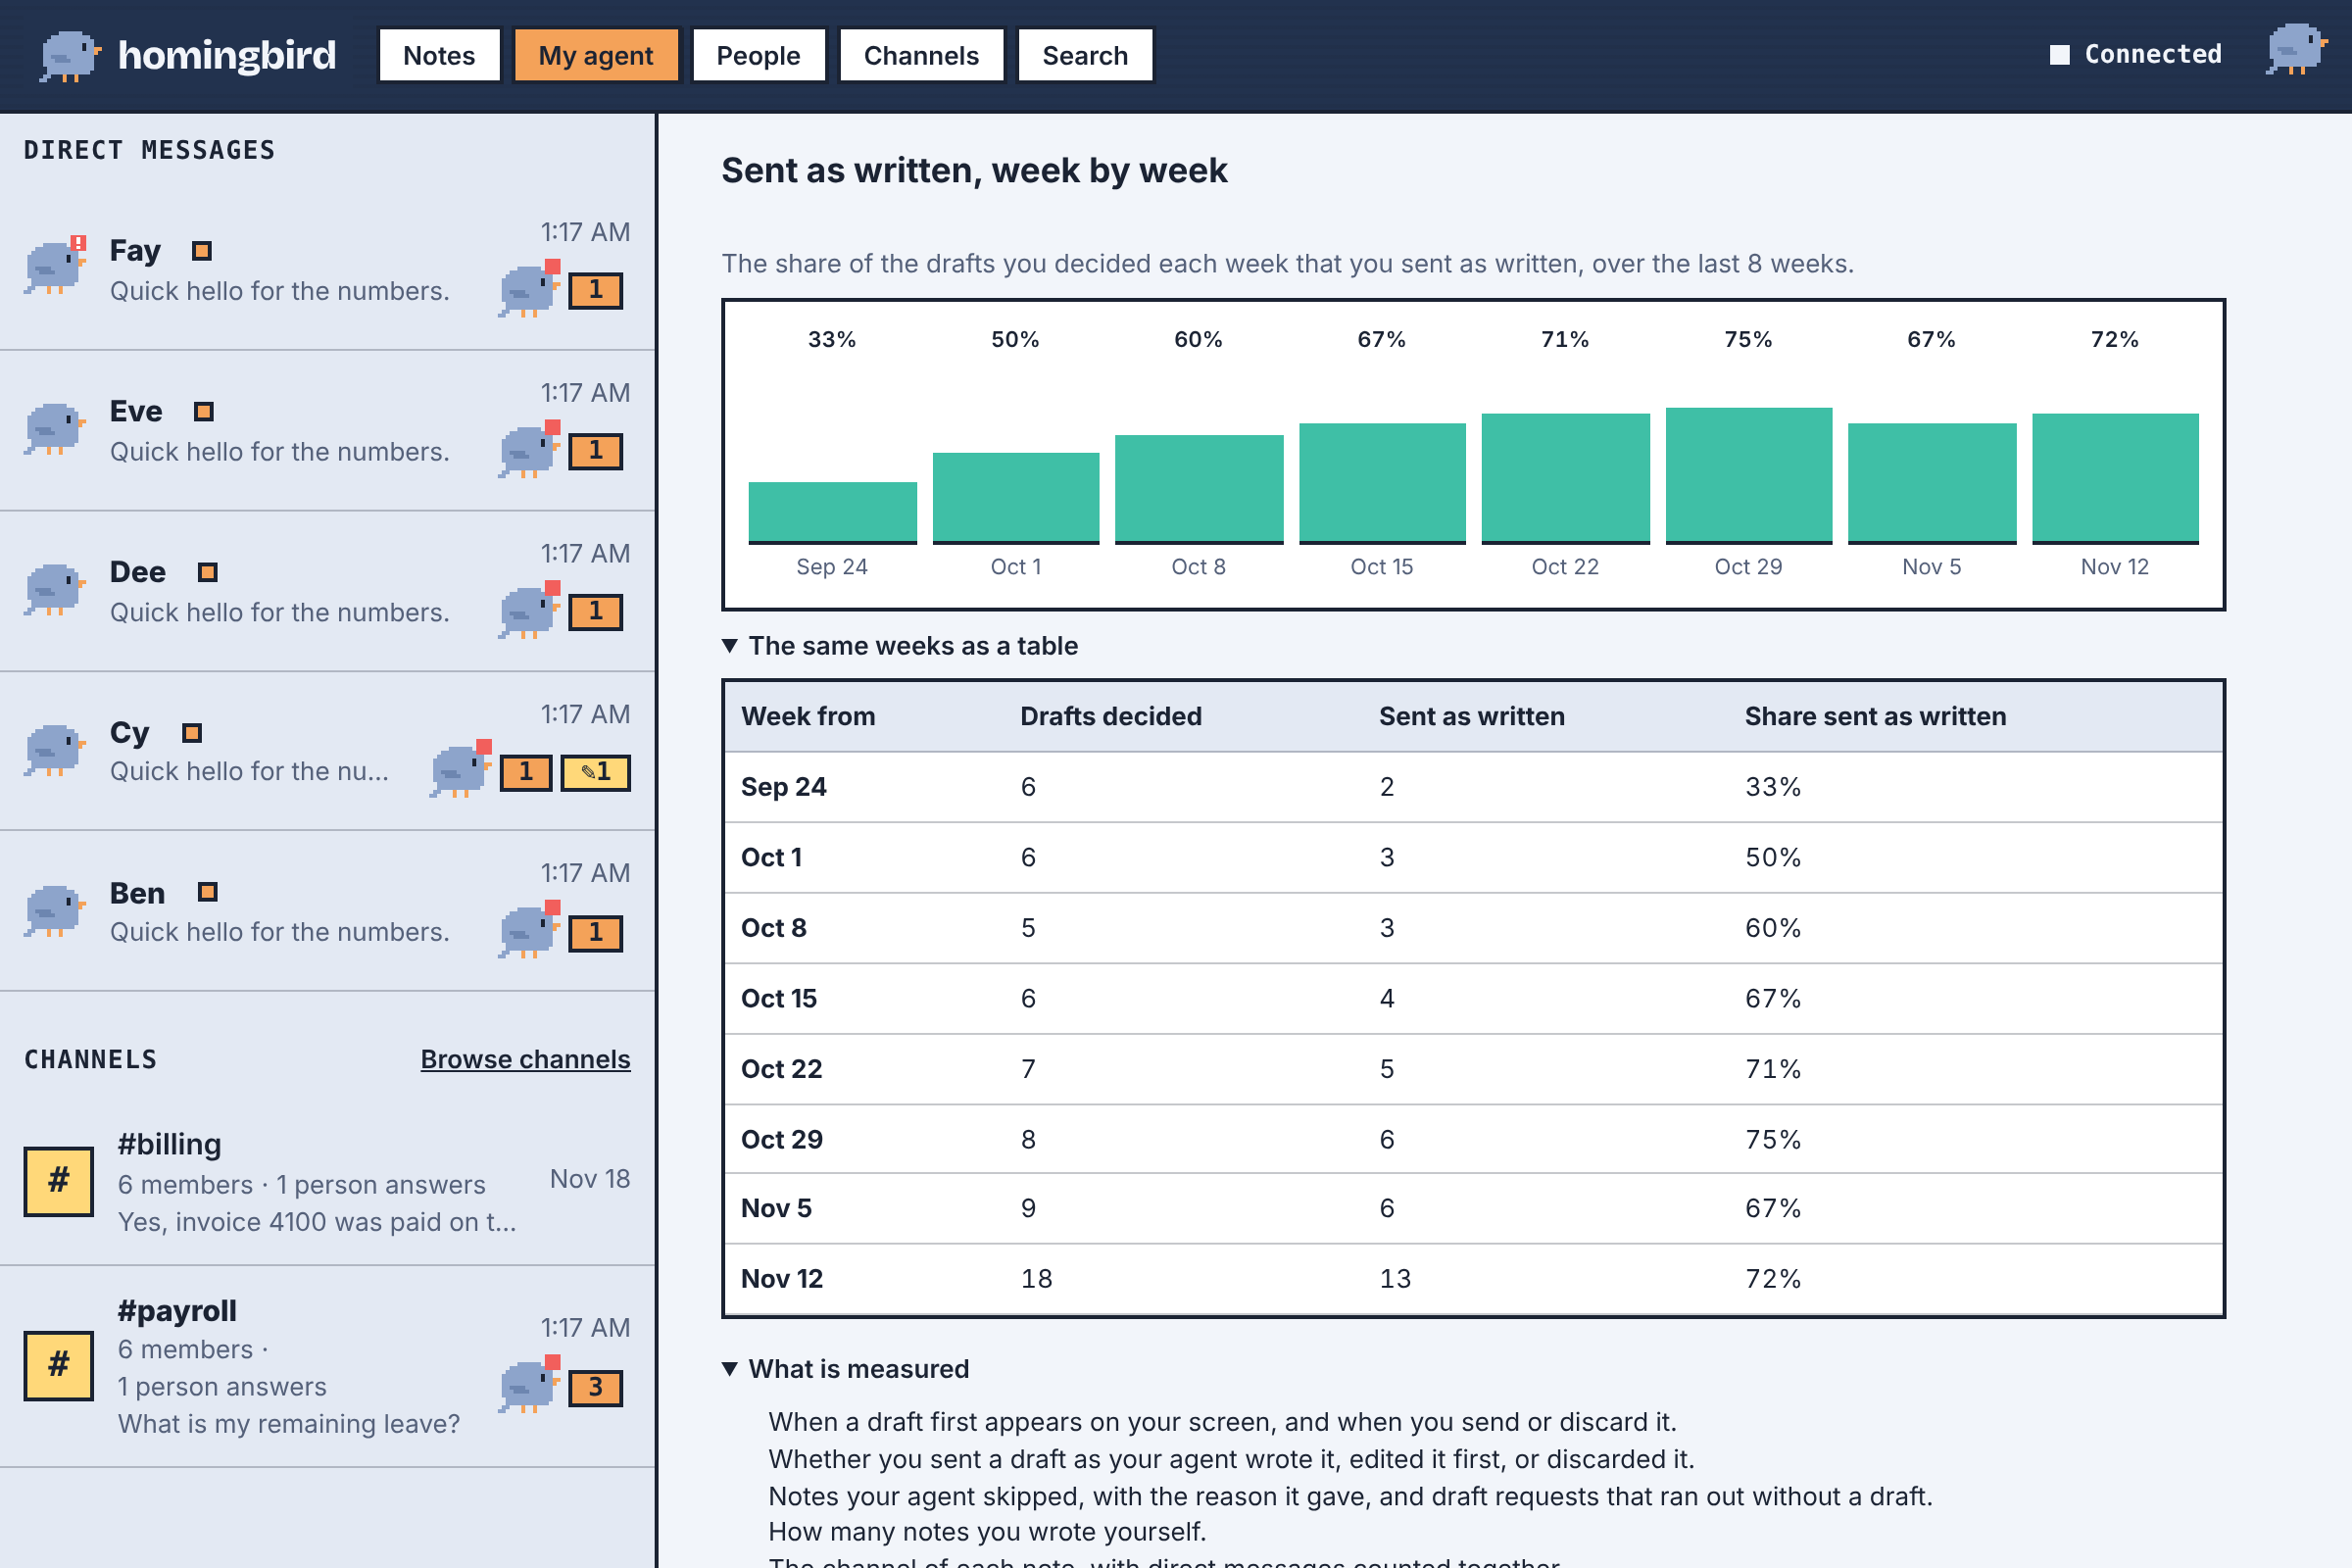 homingbird
Notes
My agent
People
Channels
Search
Connected
DIRECT MESSAGES
Fay
1:17 AM
Quick hello for the numbers.
1
Eve
1:17 AM
Quick hello for the numbers.
1
Dee
1:17 AM
Quick hello for the numbers.
1
Cy
1:17 AM
Quick hello for the nu...
1
✎1
Ben
1:17 AM
Quick hello for the numbers.
1
CHANNELS
Browse channels
#
#billing
6 members · 1 person answers
Nov 18
Yes, invoice 4100 was paid on t...
#
#payroll
1:17 AM
6 members ·
1 person answers
3
What is my remaining leave?
Sent as written, week by week
The share of the drafts you decided each week that you sent as written, over the last 8 weeks.
33% 50% 60% 67% 71% 75% 67% 72%
Sep 24 Oct 1 Oct 8 Oct 15 Oct 22 Oct 29 Nov 5 Nov 12
▼ The same weeks as a table
Week from Drafts decided Sent as written Share sent as written
Sep 24 6 2 33%
Oct 1 6 3 50%
Oct 8 5 3 60%
Oct 15 6 4 67%
Oct 22 7 5 71%
Oct 29 8 6 75%
Nov 5 9 6 67%
Nov 12 18 13 72%
▼ What is measured
When a draft first appears on your screen, and when you send or discard it.
Whether you sent a draft as your agent wrote it, edited it first, or discarded it.
Notes your agent skipped, with the reason it gave, and draft requests that ran out without a draft.
How many notes you wrote yourself.
The channel of each note, with direct messages counted together.